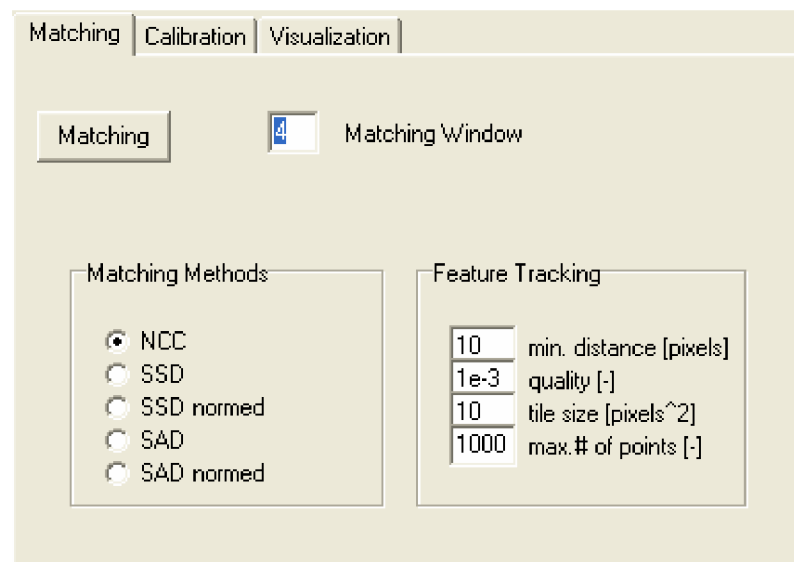 Matching Calibration Visualization
Matching 4 Matching Window
Matching Methods
NCC
SSD
SSD normed
SAD
SAD normed
Feature Tracking
10 min. distance [pixels]
1e-3 quality [-]
10 tile size [pixels^2]
1000 max.# of points [-]